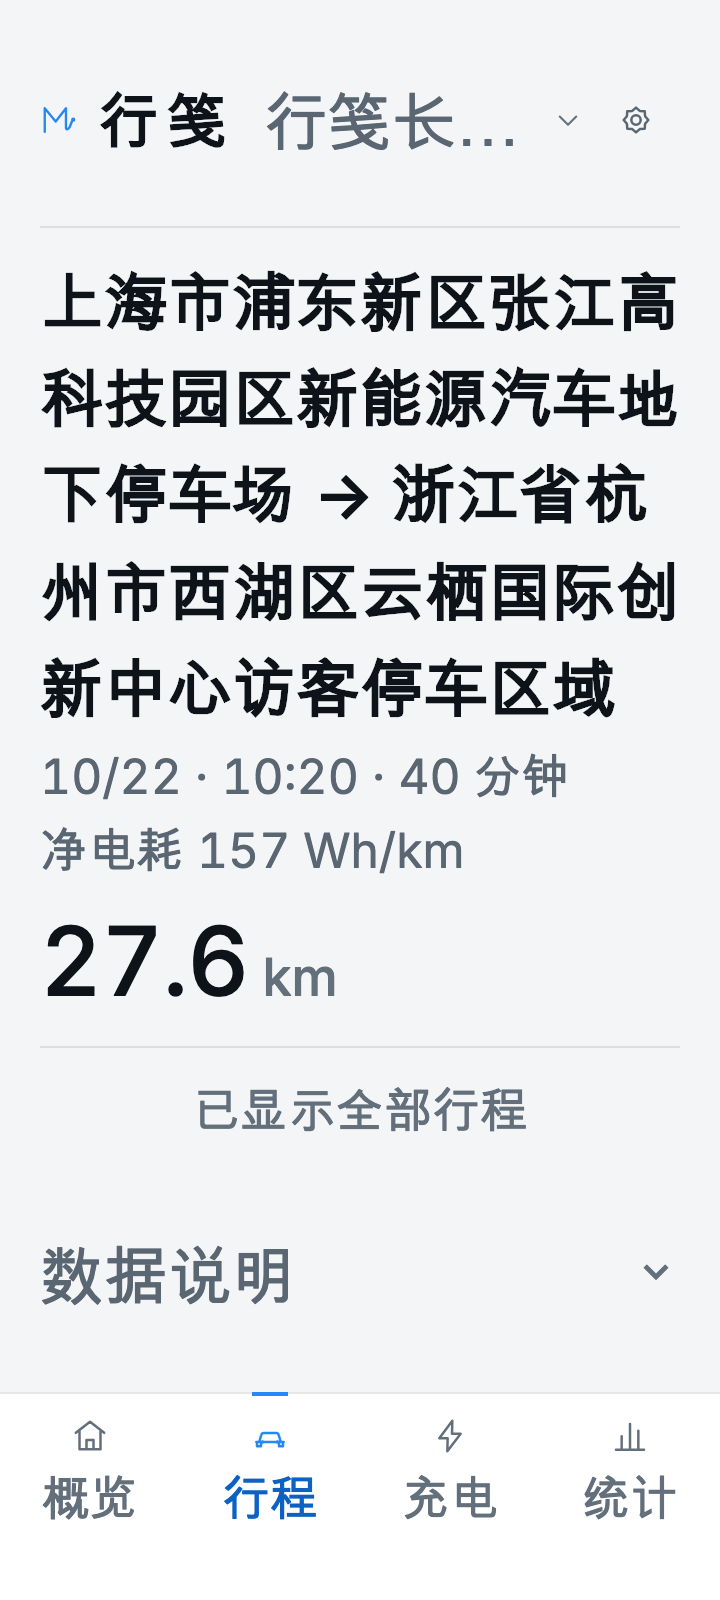 行笺 行笺长...
上海市浦东新区张江高
科技园区新能源汽车地
下停车场 → 浙江省杭
州市西湖区云栖国际创
新中心访客停车区域
10/22 · 10:20 · 40 分钟
净电耗 157 Wh/km
27.6 km
已显示全部行程
数据说明
概览 行程 充电 统计